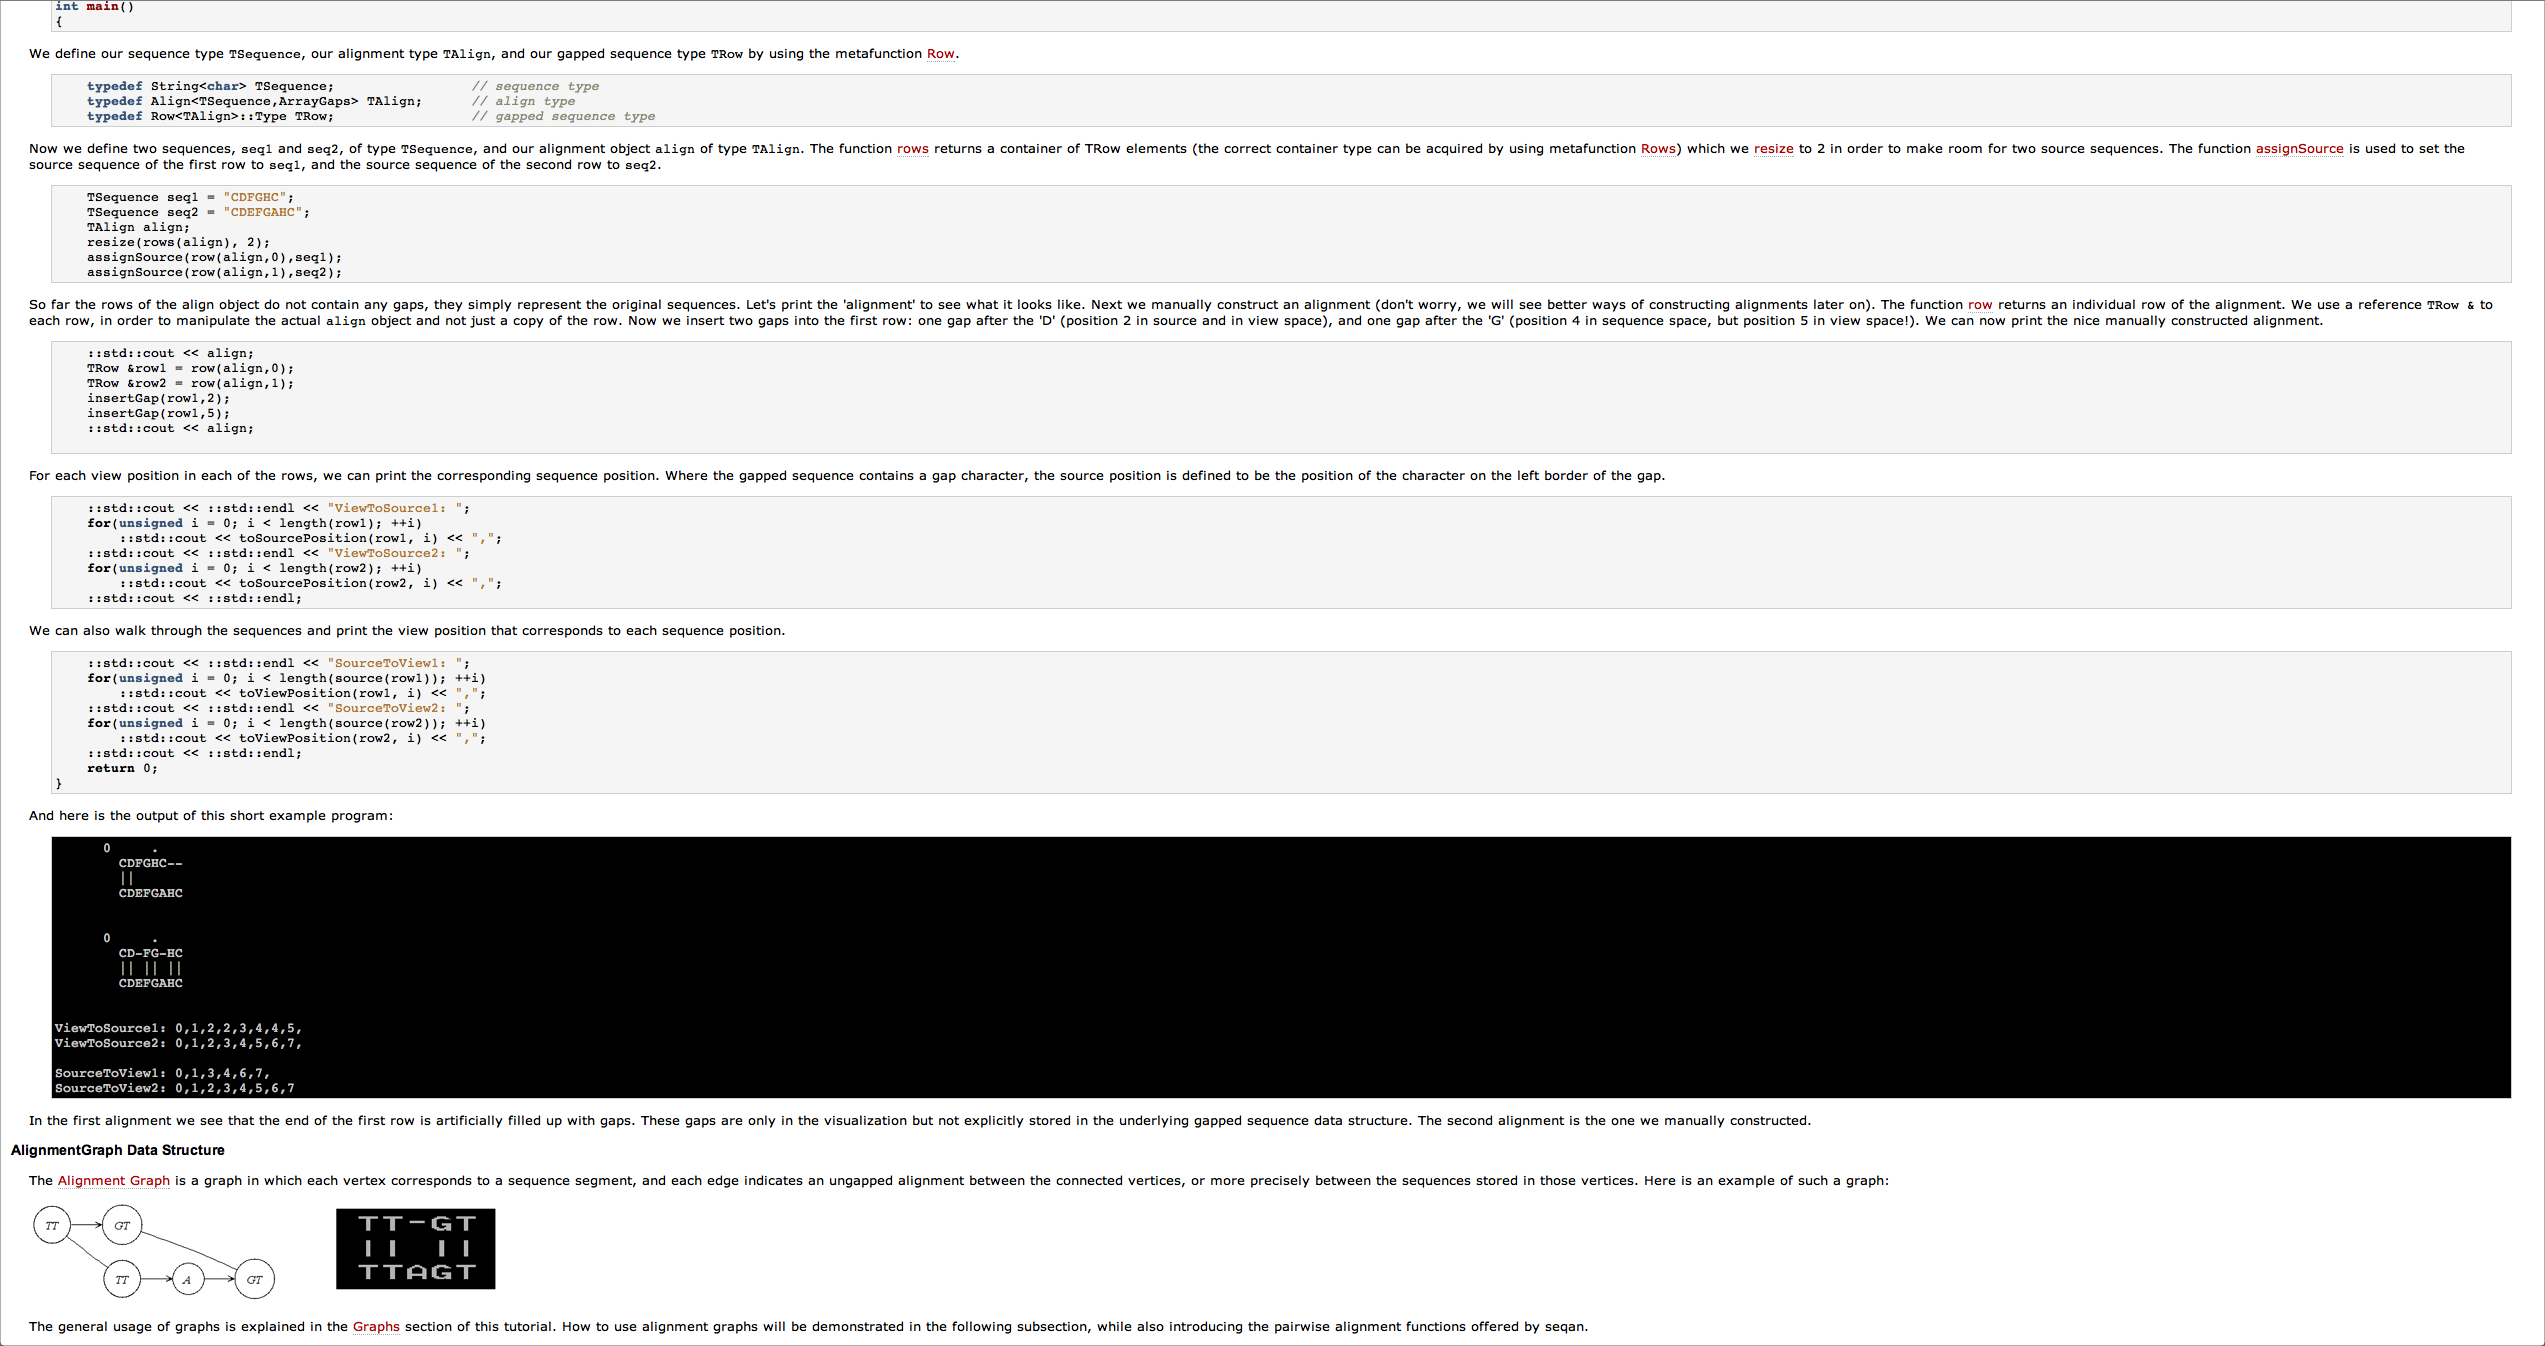 int main()
{
We define our sequence type TSequence, our alignment type TAlign, and our gapped sequence type TRow by using the metafunction Row.
typedef String<char> TSequence;                 // sequence type
typedef Align<TSequence,ArrayGaps> TAlign;      // align type
typedef Row<TAlign>::Type TRow;                 // gapped sequence type
Now we define two sequences, seq1 and seq2, of type TSequence, and our alignment object align of type TAlign. The function rows returns a container of TRow elements (the correct container type can be acquired by using metafunction Rows) which we resize to 2 in order to make room for two source sequences. The function assignSource is used to set the
source sequence of the first row to seq1, and the source sequence of the second row to seq2.
TSequence seq1 = "CDFGHC";
TSequence seq2 = "CDEFGAHC";
TAlign align;
resize(rows(align), 2);
assignSource(row(align,0),seq1);
assignSource(row(align,1),seq2);
So far the rows of the align object do not contain any gaps, they simply represent the original sequences. Let's print the 'alignment' to see what it looks like. Next we manually construct an alignment (don't worry, we will see better ways of constructing alignments later on). The function row returns an individual row of the alignment. We use a reference TRow & to
each row, in order to manipulate the actual align object and not just a copy of the row. Now we insert two gaps into the first row: one gap after the 'D' (position 2 in source and in view space), and one gap after the 'G' (position 4 in sequence space, but position 5 in view space!). We can now print the nice manually constructed alignment.
::std::cout << align;
TRow &row1 = row(align,0);
TRow &row2 = row(align,1);
insertGap(row1,2);
insertGap(row1,5);
::std::cout << align;
For each view position in each of the rows, we can print the corresponding sequence position. Where the gapped sequence contains a gap character, the source position is defined to be the position of the character on the left border of the gap.
::std::cout << ::std::endl << "ViewToSource1: ";
for(unsigned i = 0; i < length(row1); ++i)
    ::std::cout << toSourcePosition(row1, i) << ",";
::std::cout << ::std::endl << "ViewToSource2: ";
for(unsigned i = 0; i < length(row2); ++i)
    ::std::cout << toSourcePosition(row2, i) << ",";
::std::cout << ::std::endl;
We can also walk through the sequences and print the view position that corresponds to each sequence position.
::std::cout << ::std::endl << "SourceToView1: ";
for(unsigned i = 0; i < length(source(row1)); ++i)
    ::std::cout << toViewPosition(row1, i) << ",";
::std::cout << ::std::endl << "SourceToView2: ";
for(unsigned i = 0; i < length(source(row2)); ++i)
    ::std::cout << toViewPosition(row2, i) << ",";
::std::cout << ::std::endl;
return 0;
}
And here is the output of this short example program:
0     .
CDFGHC--
||
CDEFGAHC
0     .
CD-FG-HC
|| || ||
CDEFGAHC
ViewToSource1: 0,1,2,2,3,4,4,5,
ViewToSource2: 0,1,2,3,4,5,6,7,
SourceToView1: 0,1,3,4,6,7,
SourceToView2: 0,1,2,3,4,5,6,7
In the first alignment we see that the end of the first row is artificially filled up with gaps. These gaps are only in the visualization but not explicitly stored in the underlying gapped sequence data structure. The second alignment is the one we manually constructed.
AlignmentGraph Data Structure
The Alignment Graph is a graph in which each vertex corresponds to a sequence segment, and each edge indicates an ungapped alignment between the connected vertices, or more precisely between the sequences stored in those vertices. Here is an example of such a graph:
TT GT
TT A GT
TT-GT
|| ||
TTAGT
The general usage of graphs is explained in the Graphs section of this tutorial. How to use alignment graphs will be demonstrated in the following subsection, while also introducing the pairwise alignment functions offered by seqan.